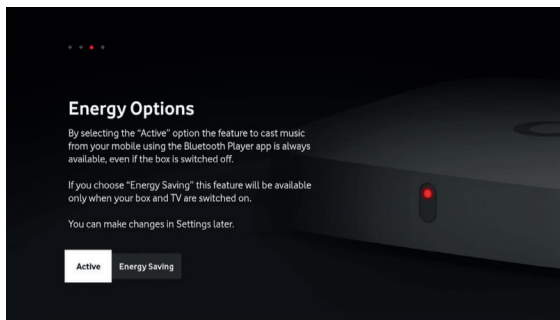 Energy Options
By selecting the “Active” option the feature to cast music
from your mobile using the Bluetooth Player app is always
available, even if the box is switched off.
If you choose “Energy Saving” this feature will be available
only when your box and TV are switched on.
You can make changes in Settings later.
Active Energy Saving